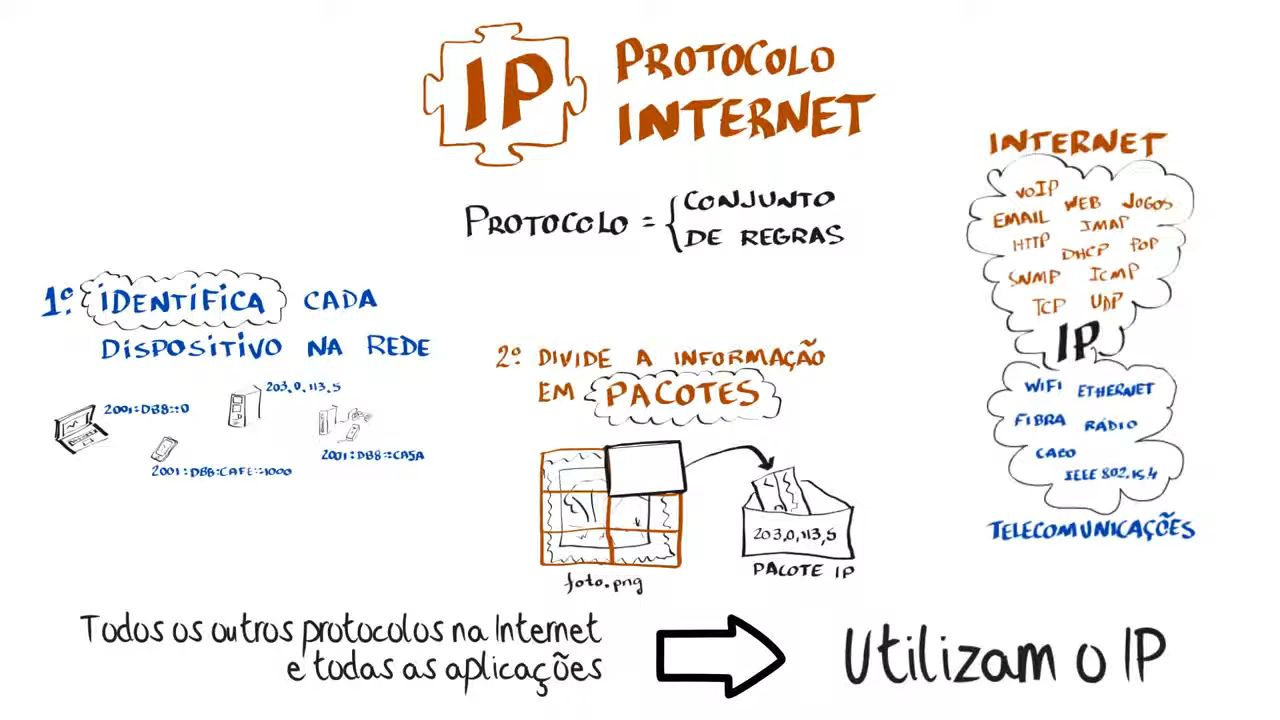 IP
PROTOCOLO
INTERNET
PROTOCOLO = { CONJUNTO
DE REGRAS
1º IDENTIFICA CADA
DISPOSITIVO NA REDE
2001:DB8::0
203.0.113.5
2001:DB8:CAFE::1000
2001:DB8::CA5A
2º DIVIDE A INFORMAÇÃO
EM PACOTES
foto.png
203.0.113.5
PACOTE IP
INTERNET
VOIP
EMAIL WEB JOGOS
IMAP
HTTP DHCP POP
SNMP ICMP
TCP UDP
IP
WIFI ETHERNET
FIBRA RÁDIO
CABO
IEEE 802.15.4
TELECOMUNICAÇÕES
Todos os outros protocolos na Internet
e todas as aplicações
Utilizam o IP